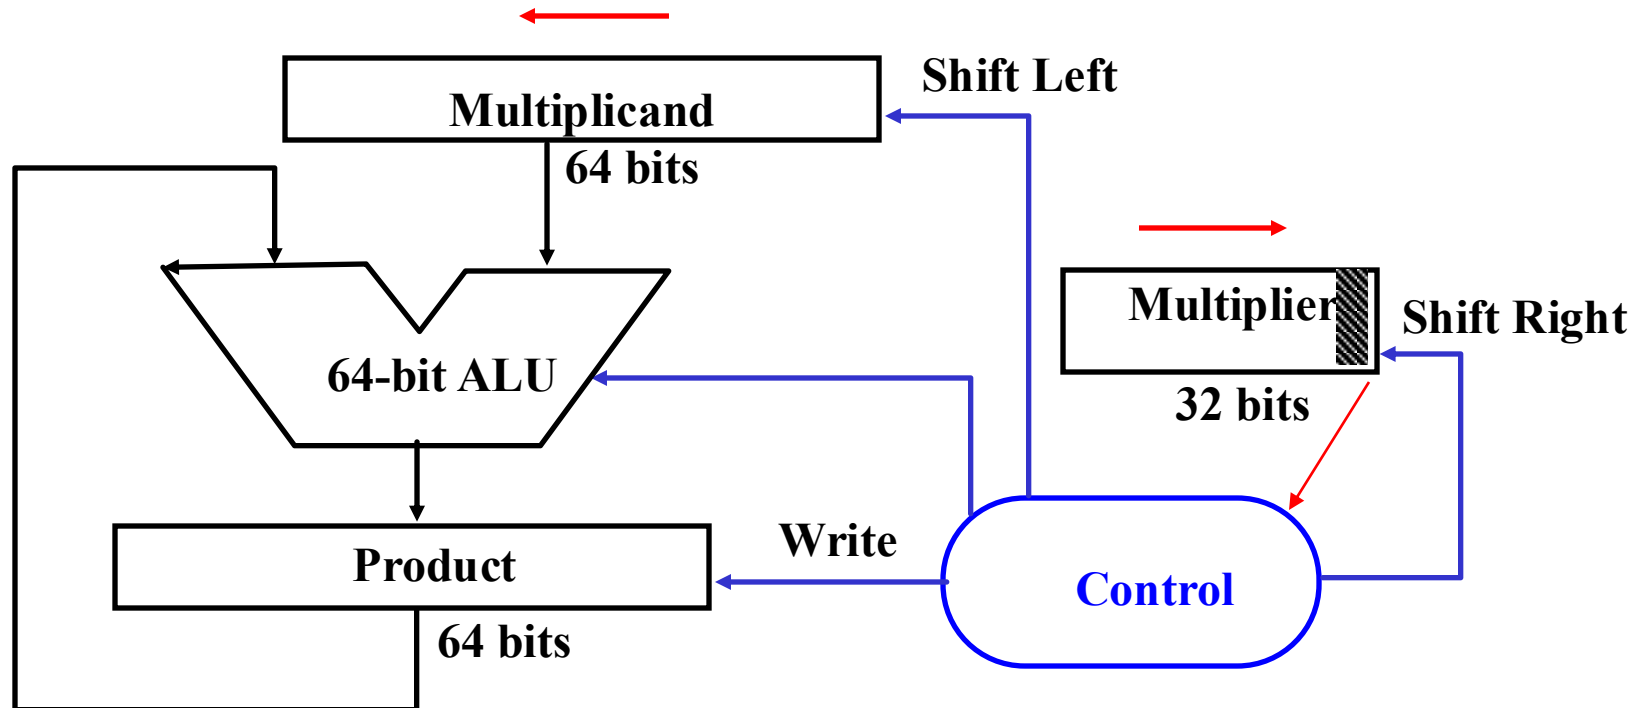 Shift Left
Multiplicand
64 bits
Multiplier
Shift Right
64-bit ALU
32 bits
Write
Product
Control
64 bits